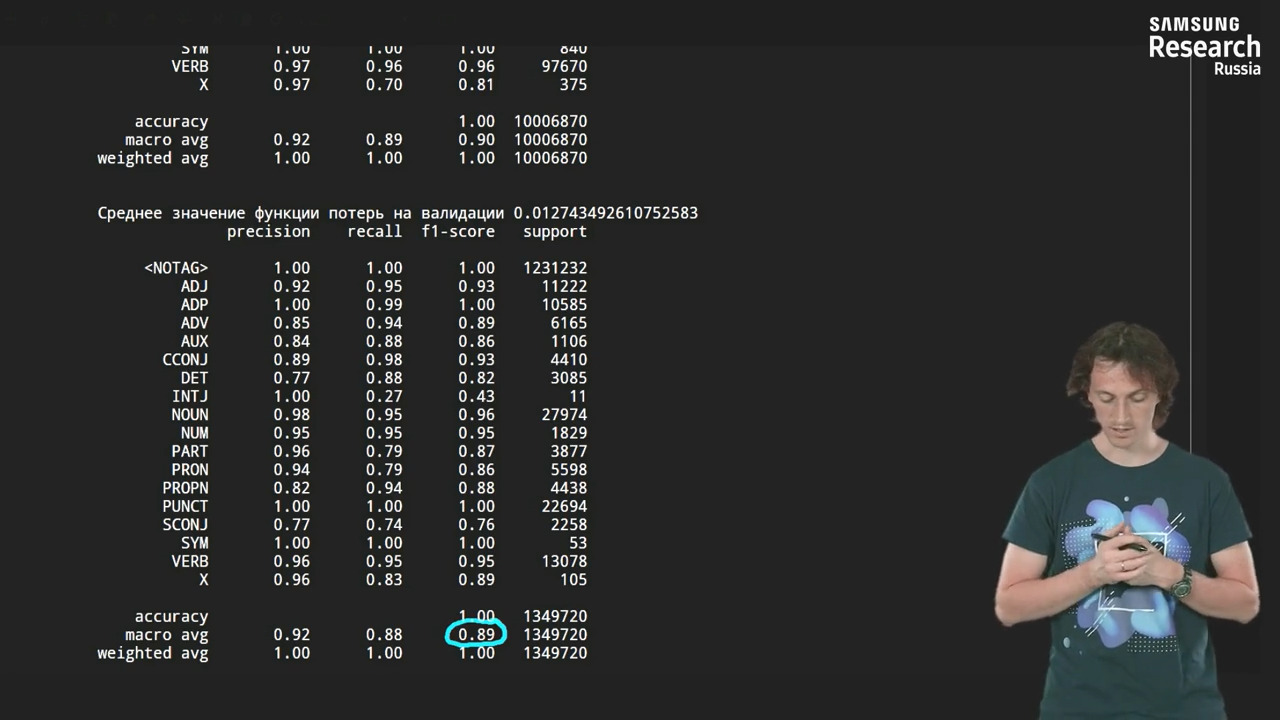 SAMSUNG
Research
Russia
SYM 1.00 1.00 1.00 840
VERB 0.97 0.96 0.96 97670
X 0.97 0.70 0.81 375
accuracy 1.00 10006870
macro avg 0.92 0.89 0.90 10006870
weighted avg 1.00 1.00 1.00 10006870
Среднее значение функции потерь на валидации 0.012743492610752583
precision recall f1-score support
<NOTAG> 1.00 1.00 1.00 1231232
ADJ 0.92 0.95 0.93 11222
ADP 1.00 0.99 1.00 10585
ADV 0.85 0.94 0.89 6165
AUX 0.84 0.88 0.86 1106
CCONJ 0.89 0.98 0.93 4410
DET 0.77 0.88 0.82 3085
INTJ 1.00 0.27 0.43 11
NOUN 0.98 0.95 0.96 27974
NUM 0.95 0.95 0.95 1829
PART 0.96 0.79 0.87 3877
PRON 0.94 0.79 0.86 5598
PROPN 0.82 0.94 0.88 4438
PUNCT 1.00 1.00 1.00 22694
SCONJ 0.77 0.74 0.76 2258
SYM 1.00 1.00 1.00 53
VERB 0.96 0.95 0.95 13078
X 0.96 0.83 0.89 105
accuracy 1.00 1349720
macro avg 0.92 0.88 0.89 1349720
weighted avg 1.00 1.00 1.00 1349720